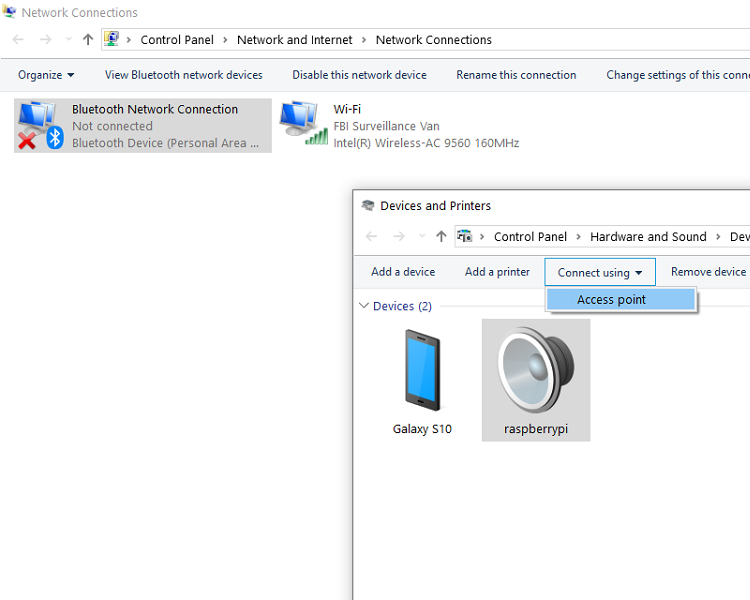 Network Connections
Control Panel > Network and Internet > Network Connections
Organize View Bluetooth network devices Disable this network device Rename this connection Change settings of this conne
Bluetooth Network Connection
Not connected
Bluetooth Device (Personal Area ...
Wi-Fi
FBI Surveillance Van
Intel(R) Wireless-AC 9560 160MHz
Devices and Printers
Control Panel > Hardware and Sound > Dev
Add a device Add a printer Connect using Remove device
Access point
Devices (2)
Galaxy S10
raspberrypi